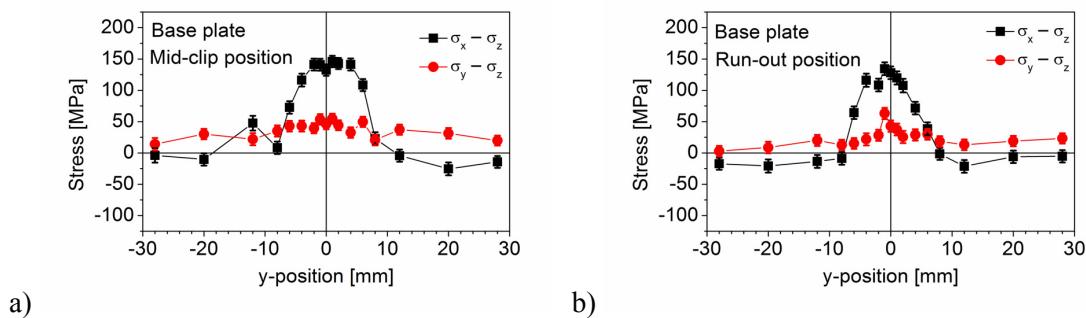 Base plate
Mid-clip position
σx – σz
σy – σz
Stress [MPa]
200
150
100
50
0
-50
-100
-30 -20 -10 0 10 20 30
y-position [mm]
a)
Base plate
Run-out position
σx – σz
σy – σz
Stress [MPa]
200
150
100
50
0
-50
-100
-30 -20 -10 0 10 20 30
y-position [mm]
b)